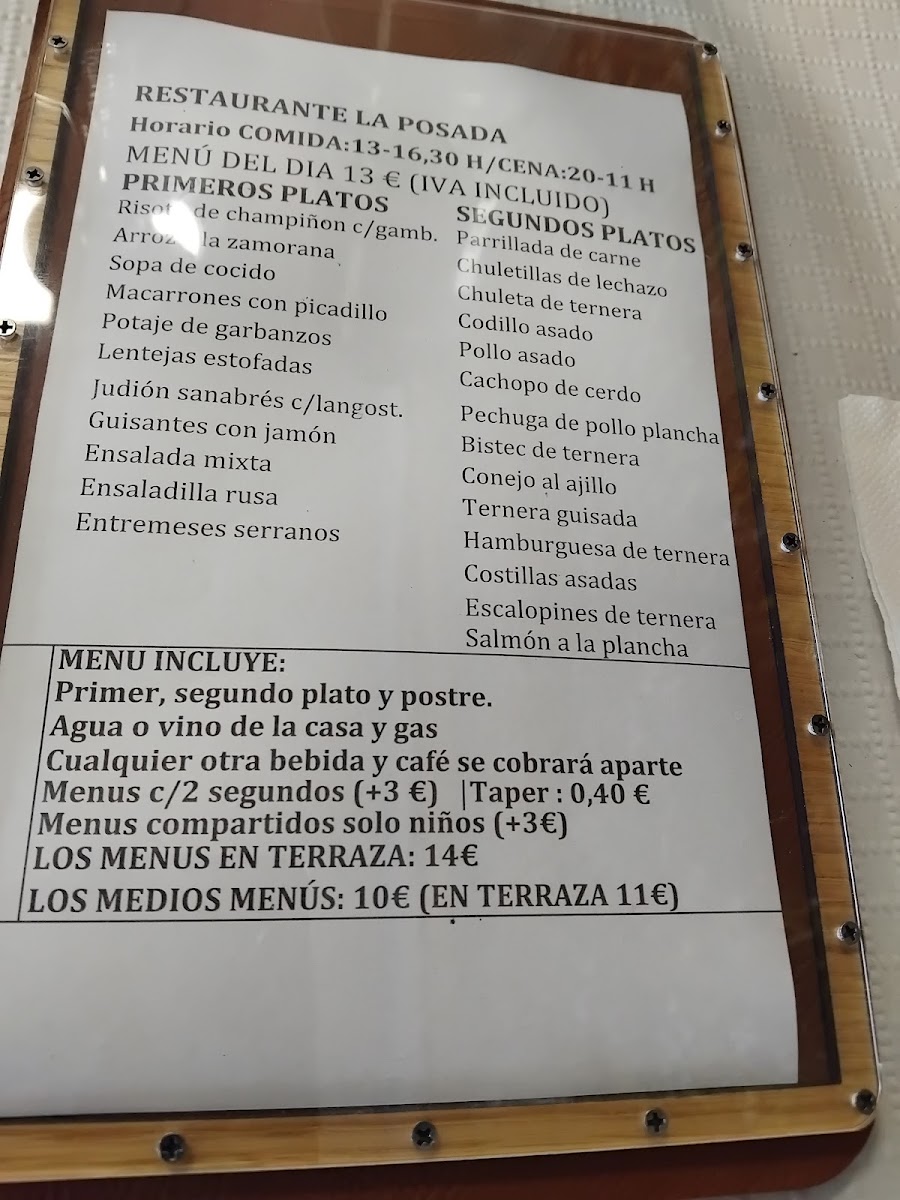 RESTAURANTE LA POSADA
Horario COMIDA:13-16,30 H/CENA:20-11 H
MENÚ DEL DIA 13 € (IVA INCLUIDO)
PRIMEROS PLATOS
de champiñon c/gamb.
la zamorana
Sopa de cocido
Macarrones con picadillo
Potaje de garbanzos
Lentejas estofadas
Judión sanabrés c/langost.
Guisantes con jamón
Ensalada mixta
Ensaladilla rusa
Entremeses serranos
SEGUNDOS PLATOS
Parrillada de carne
Chuletillas de lechazo
Chuleta de ternera
Codillo asado
Pollo asado
Cachopo de cerdo
Pechuga de pollo plancha
Bistec de ternera
Conejo al ajillo
Ternera guisada
Hamburguesa de ternera
Costillas asadas
Escalopines de ternera
Salmón a la plancha
MENU INCLUYE:
Primer, segundo plato y postre.
Agua o vino de la casa y gas
Cualquier otra bebida y café se cobrará aparte
Menus c/2 segundos (+3 €) |Taper : 0,40 €
Menus compartidos solo niños (+3€)
LOS MENUS EN TERRAZA: 14€
LOS MEDIOS MENÚS: 10€ (EN TERRAZA 11€)